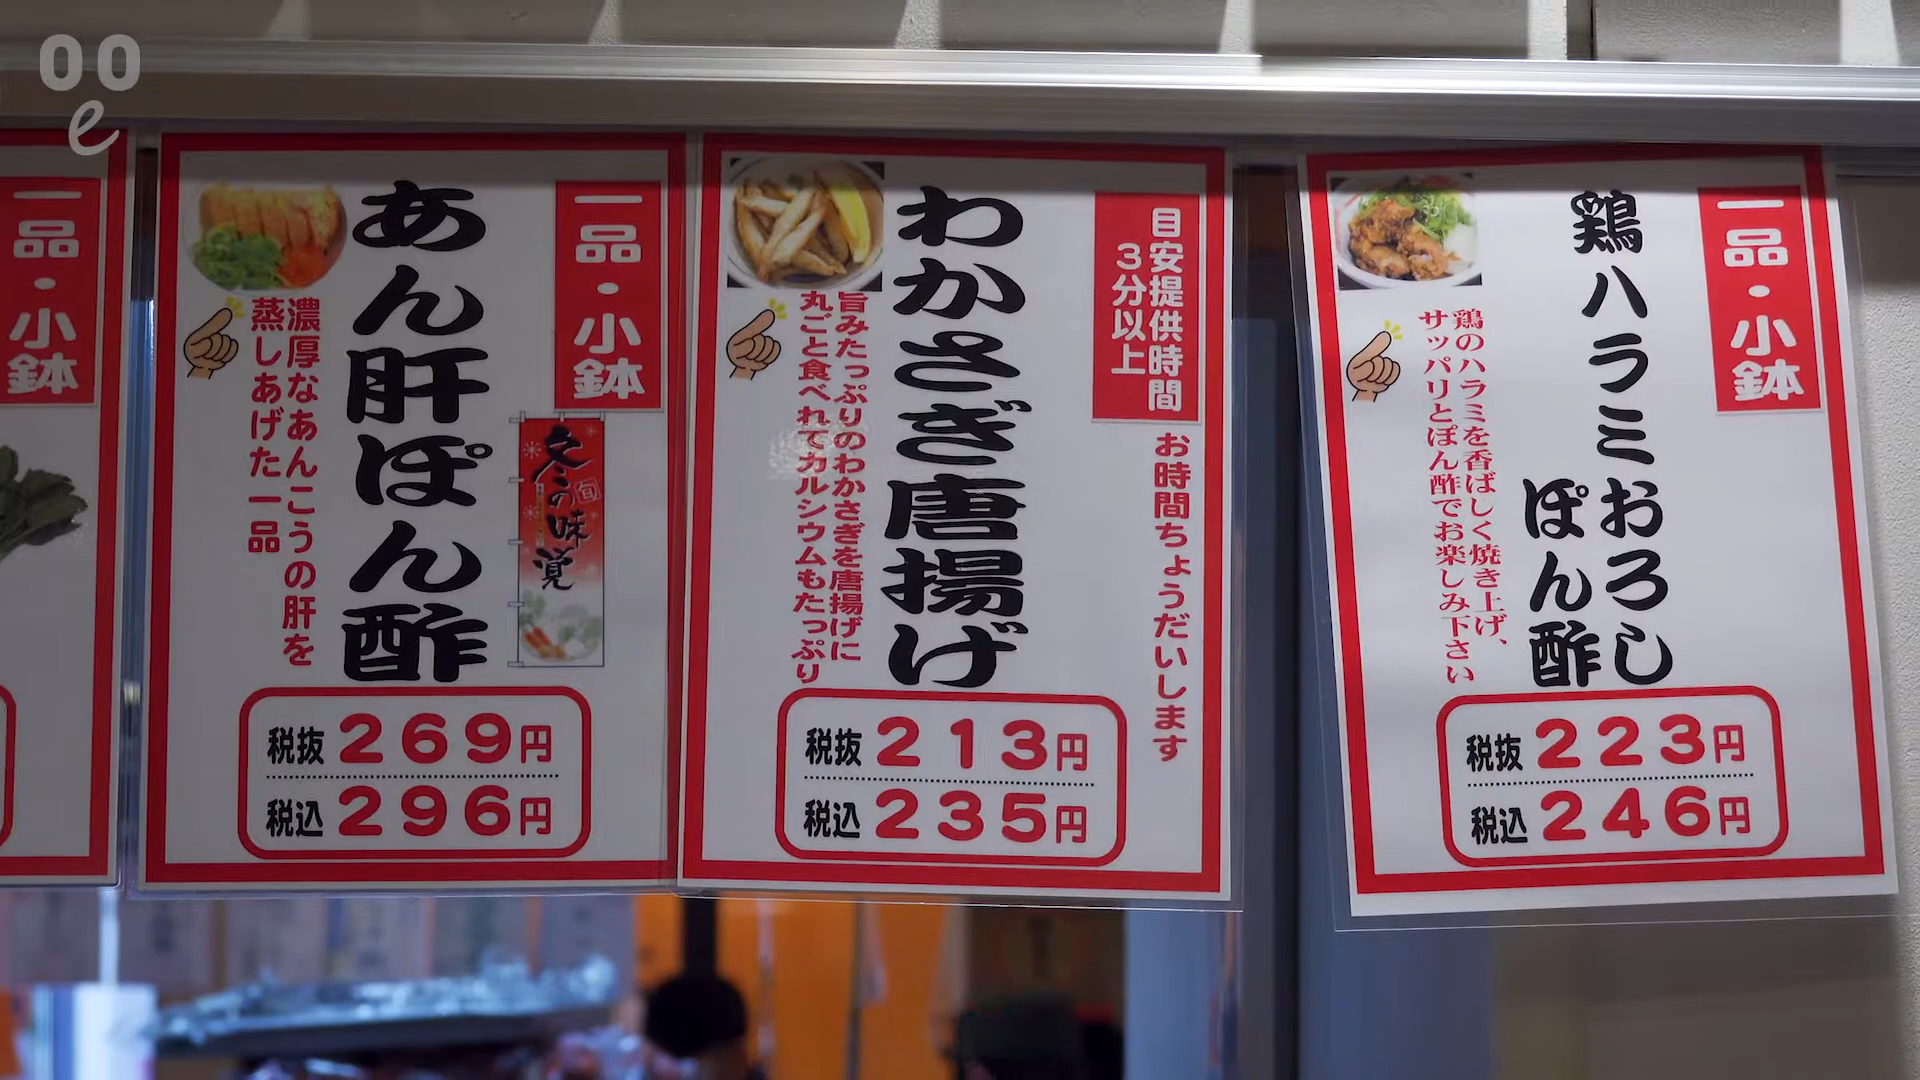 ooe
一品・小鉢
一品・小鉢
あん肝ぽん酢
冬の味覚
旬
濃厚なあんこうの肝を
蒸しあげた一品
税抜269円
税込296円
目安提供時間
3分以上
お時間ちょうだいします
わかさぎ唐揚げ
旨みたっぷりのわかさぎを唐揚げに
丸ごと食べれてカルシウムもたっぷり
税抜213円
税込235円
一品・小鉢
鶏ハラミおろし
ぽん酢
鶏のハラミを香ばしく焼き上げ、
サッパリとぽん酢でお楽しみ下さい
税抜223円
税込246円